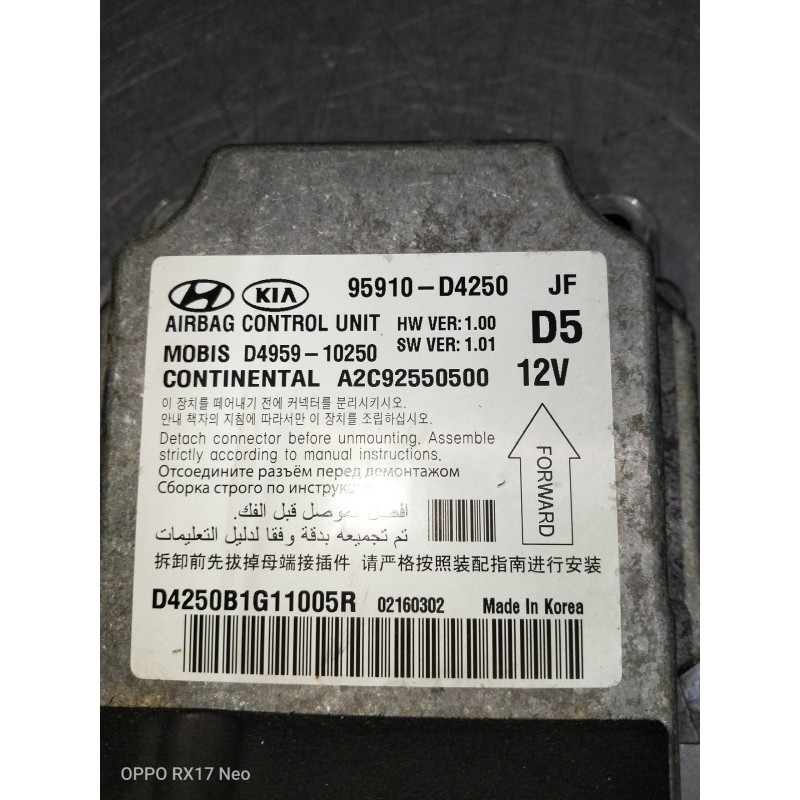 95910-D4250 JF
HYUNDAI KIA
AIRBAG CONTROL UNIT HW VER: 1.00 D5
MOBIS D4959-10250 SW VER: 1.01
CONTINENTAL A2C92550500 12V
이 장치를 떼어내기 전에 커넥터를 분리시키시오.
안내 책자의 지침에 따라서만 이 장치를 조립하십시오.
Detach connector before unmounting. Assemble
strictly according to manual instructions.
FORWARD
Отсоедините разъём перед демонтажом
Сборка строго по инструкц
قبل الفك.
تم تجميعه بدقة و فقا لدليل التعليمات
拆卸前先拔掉母端接插件 请严格按照装配指南进行安装
D4250B1G11005R 02160302 Made In Korea
OPPO RX17 Neo